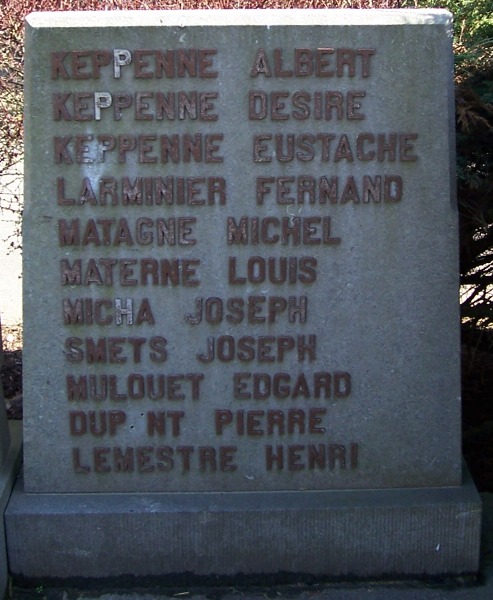 KEPPENNE ALBERT
KEPPENNE DESIRE
KEPPENNE EUSTACHE
LARMINIER FERNAND
MATAGNE MICHEL
MATERNE LOUIS
MICHA JOSEPH
SMETS JOSEPH
MULOUET EDGARD
DUP NT PIERRE
LEMESTRE HENRI